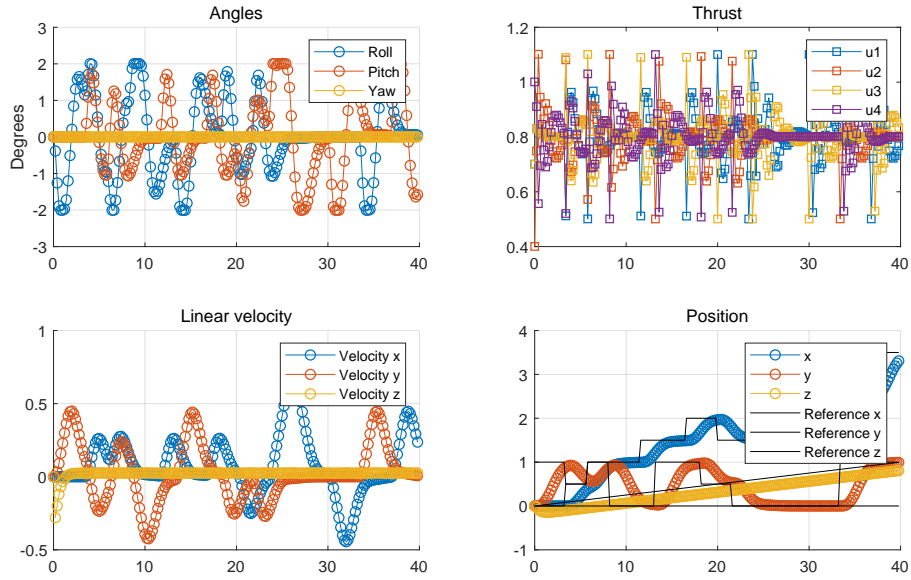 Angles
3
2
1
0
-1
-2
-3
Degrees
0 10 20 30 40
Roll
Pitch
Yaw
Thrust
1.2
1
0.8
0.6
0.4
0 10 20 30 40
u1
u2
u3
u4
Linear velocity
1
0.5
0
-0.5
0 10 20 30 40
Velocity x
Velocity y
Velocity z
Position
4
3
2
1
0
-1
0 10 20 30 40
x
y
z
Reference x
Reference y
Reference z